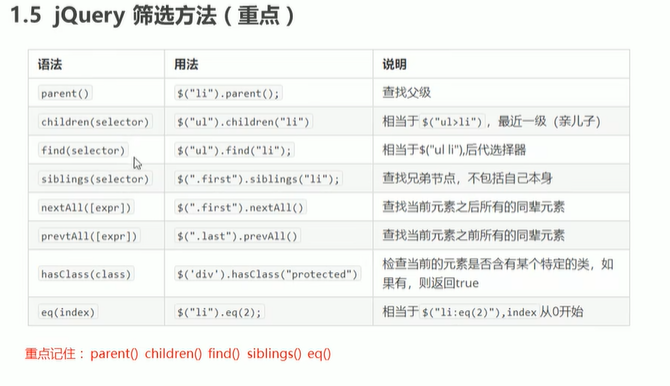 1.5 jQuery 筛选方法（重点）
语法 用法 说明
parent() $("li").parent(); 查找父级
children(selector) $("ul").children("li") 相当于 $("ul>li") ，最近一级（亲儿子）
find(selector) $("ul").find("li"); 相当于$("ul li"),后代选择器
siblings(selector) $(".first").siblings("li"); 查找兄弟节点，不包括自己本身
nextAll([expr]) $(".first").nextAll() 查找当前元素之后所有的同辈元素
prevtAll([expr]) $(".last").prevAll() 查找当前元素之前所有的同辈元素
hasClass(class) $('div').hasClass("protected") 检查当前的元素是否含有某个特定的类，如
果有，则返回true
eq(index) $("li").eq(2); 相当于 $("li:eq(2)"),index 从0开始
重点记住： parent() children() find() siblings() eq()